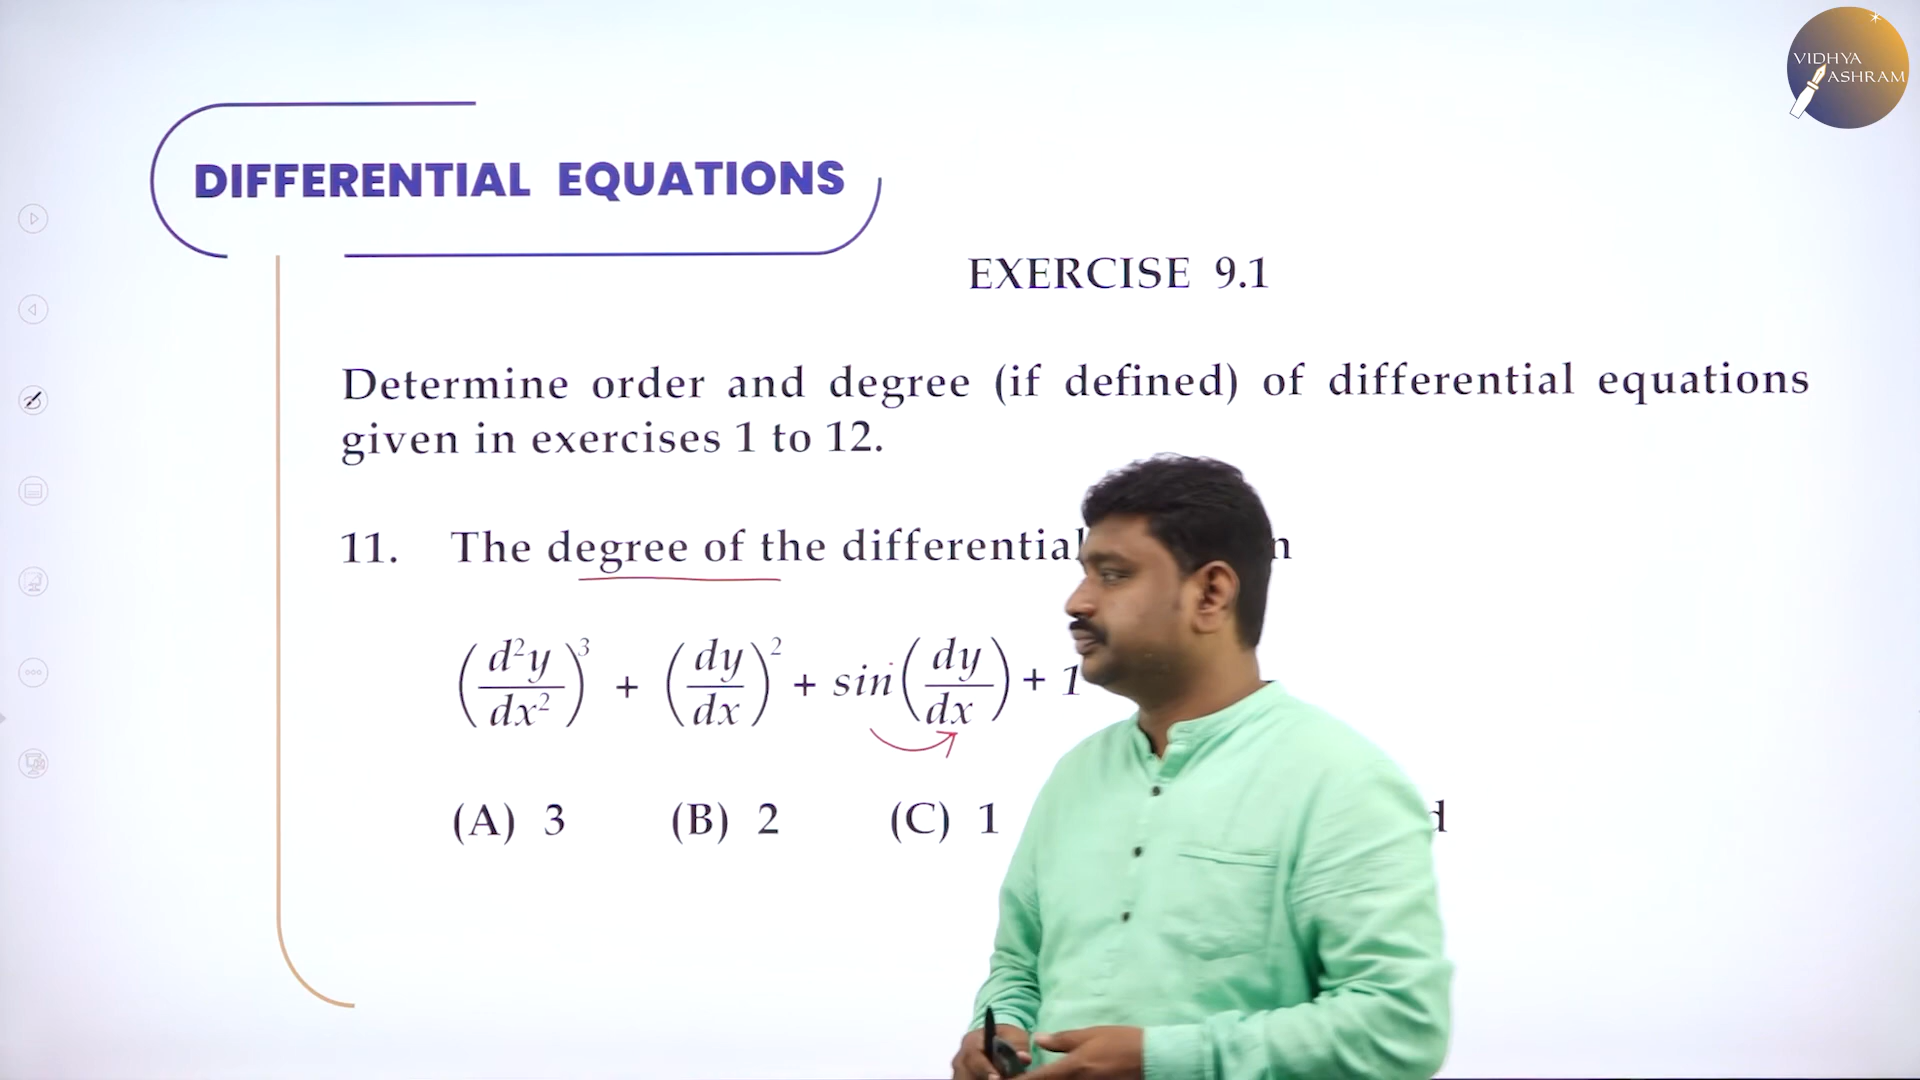 VIDHYA
ASHRAM
DIFFERENTIAL EQUATIONS
EXERCISE 9.1
Determine order and degree (if defined) of differential equations
given in exercises 1 to 12.
11. The degree of the differential
(d²y/dx²)³ + (dy/dx)² + sin(dy/dx) + 1
(A) 3 (B) 2 (C) 1